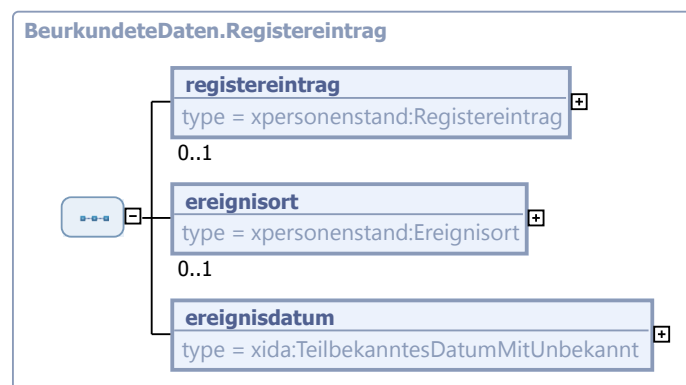 BeurkundeteDaten.Registereintrag
registereintrag
type = xpersonenstand:Registereintrag
0..1
ereignisort
type = xpersonenstand:Ereignisort
0..1
ereignisdatum
type = xida:TeilbekanntesDatumMitUnbekannt